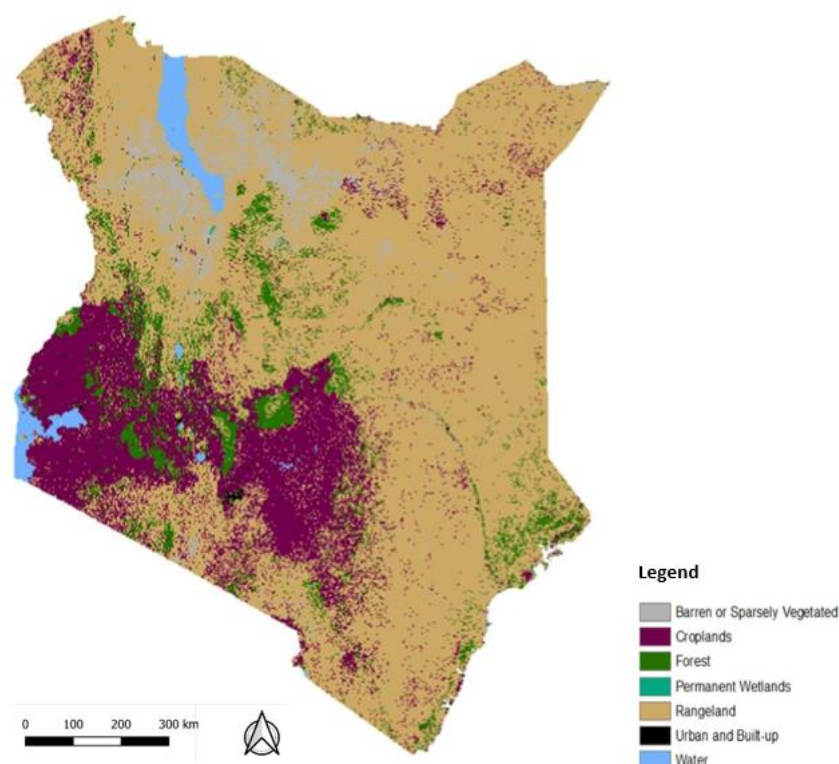 Legend
Barren or Sparsely Vegetated
Croplands
Forest
Permanent Wetlands
Rangeland
Urban and Built-up
Water
0 100 200 300 km